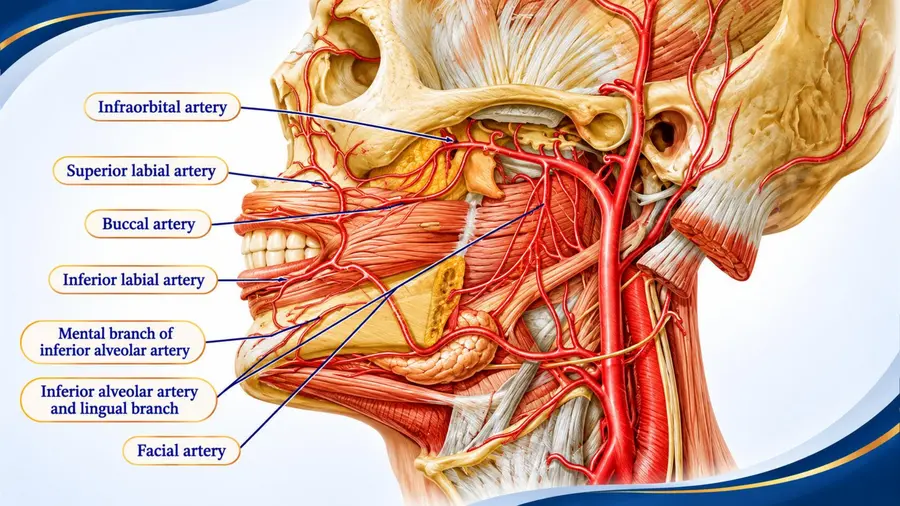 Infraorbital artery
Superior labial artery
Buccal artery
Inferior labial artery
Mental branch of
inferior alveolar artery
Inferior alveolar artery
and lingual branch
Facial artery